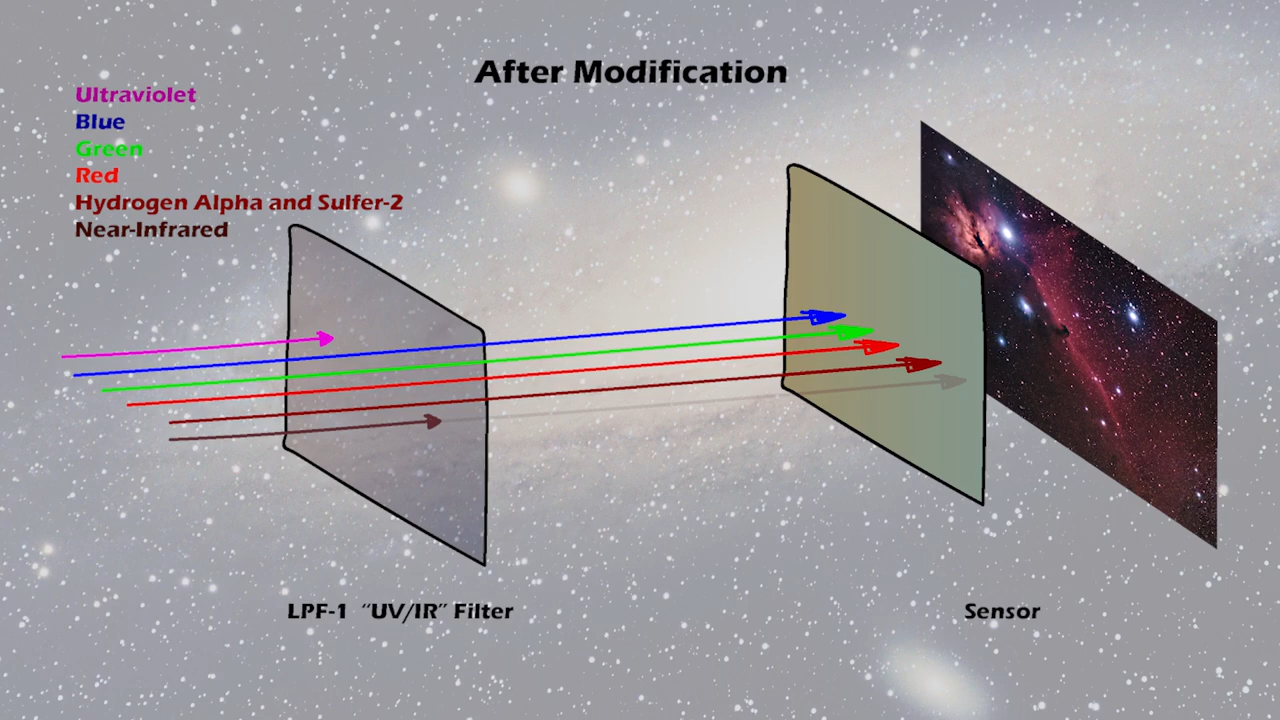 After Modification
Ultraviolet
Blue
Green
Red
Hydrogen Alpha and Sulfer-2
Near-Infrared
LPF-1 “UV/IR” Filter
Sensor